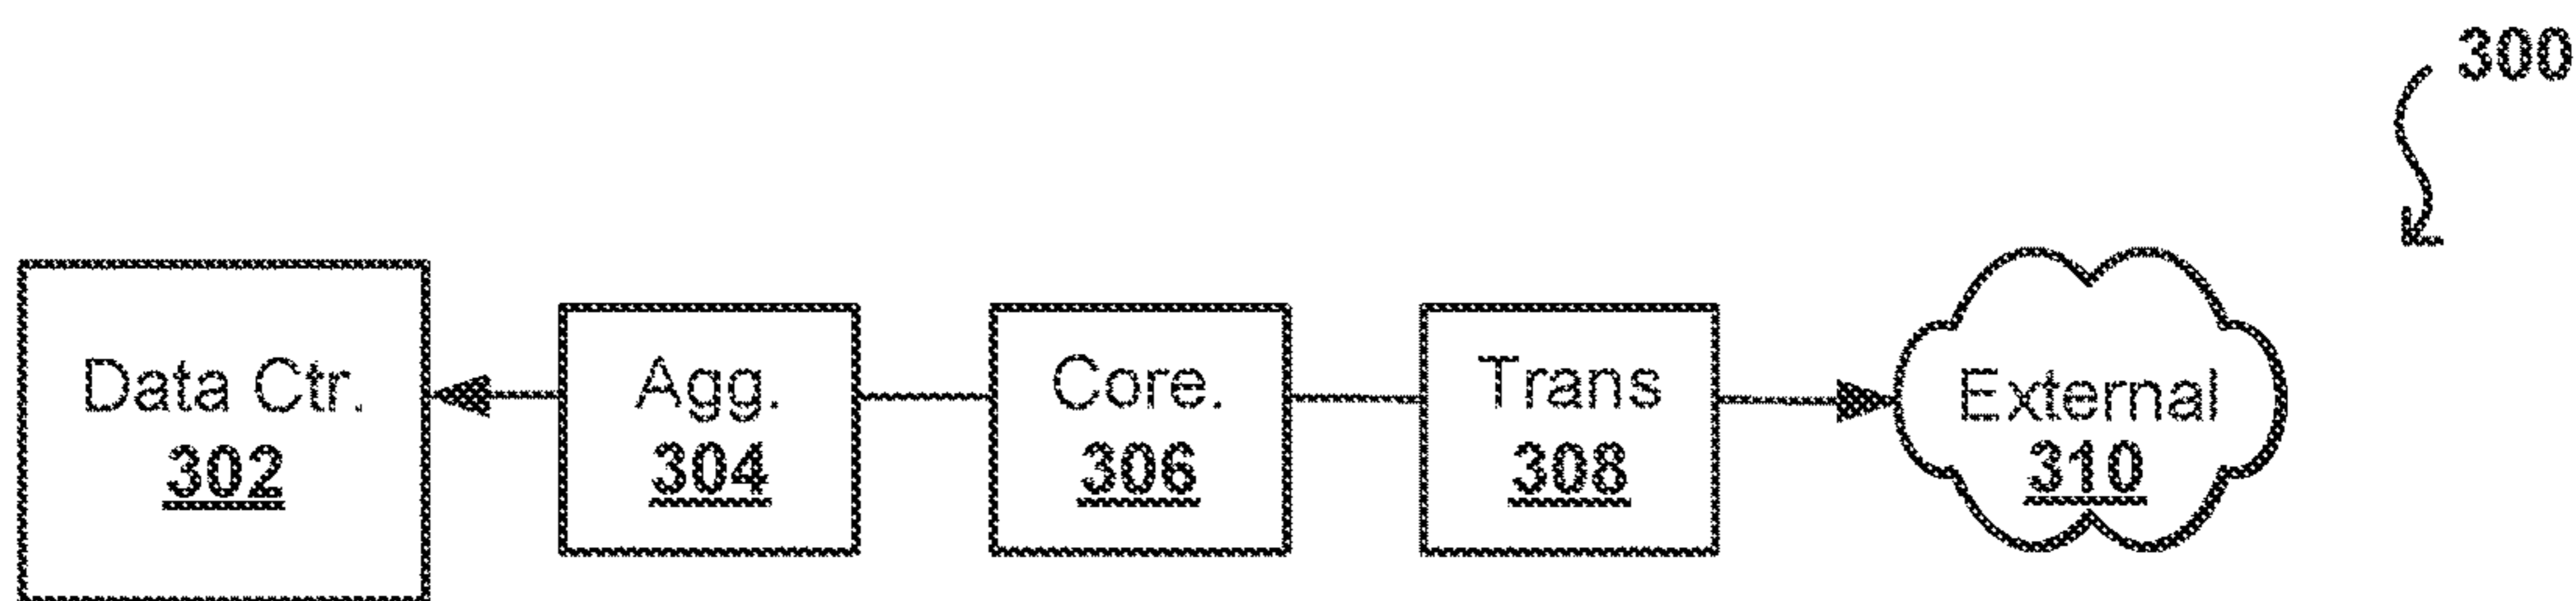 300
Data Ctr.
302
Agg.
304
Core.
306
Trans
308
External
310